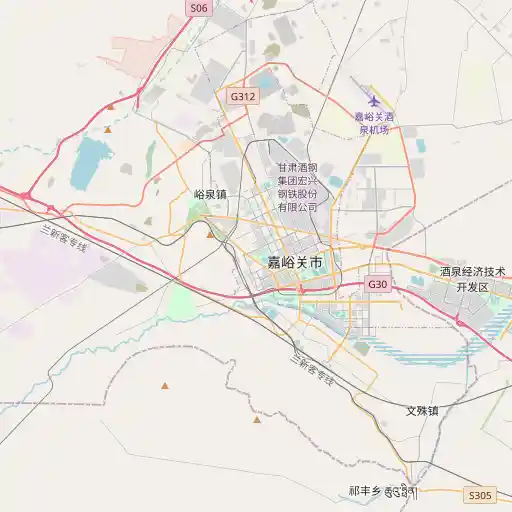 S06
G312
嘉峪关酒
泉机场
甘肃酒钢
集团宏兴
钢铁股份
有限公司
峪泉镇
兰新客专线
嘉峪关市
酒泉经济技术
开发区
G30
兰新客专线
文殊镇
祁丰乡
S305